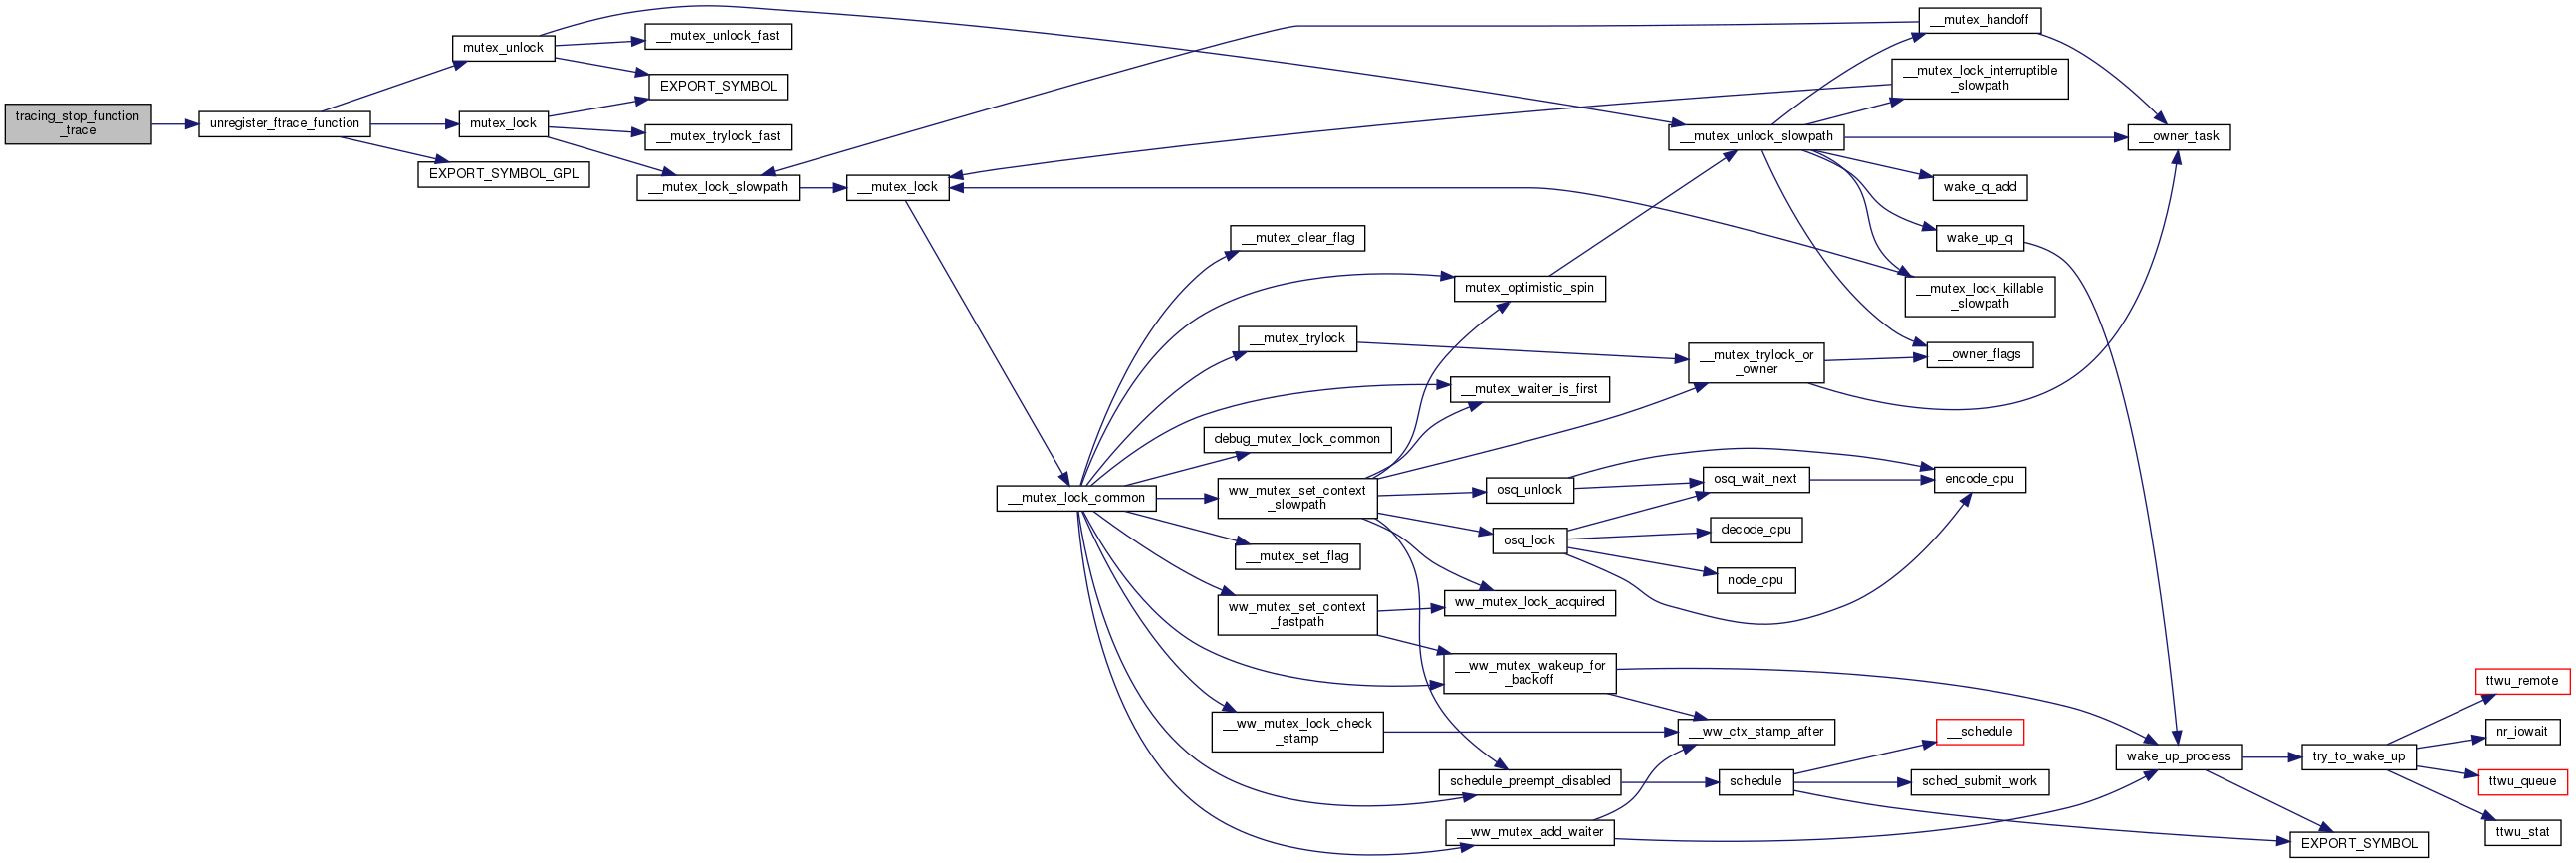 tracing_stop_function
_trace
unregister_ftrace_function
mutex_unlock
mutex_lock
EXPORT_SYMBOL_GPL
__mutex_unlock_fast
EXPORT_SYMBOL
__mutex_trylock_fast
__mutex_lock_slowpath
__mutex_lock
__mutex_lock_common
__mutex_clear_flag
mutex_optimistic_spin
__mutex_trylock
__mutex_waiter_is_first
debug_mutex_lock_common
ww_mutex_set_context
_slowpath
__mutex_set_flag
ww_mutex_set_context
_fastpath
__ww_mutex_lock_check
_stamp
osq_unlock
osq_lock
ww_mutex_lock_acquired
__ww_mutex_wakeup_for
_backoff
schedule_preempt_disabled
__ww_mutex_add_waiter
__mutex_unlock_slowpath
__mutex_trylock_or
_owner
osq_wait_next
decode_cpu
node_cpu
__ww_ctx_stamp_after
schedule
__mutex_handoff
__mutex_lock_interruptible
_slowpath
__owner_task
wake_q_add
wake_up_q
__mutex_lock_killable
_slowpath
__owner_flags
encode_cpu
__schedule
sched_submit_work
wake_up_process
try_to_wake_up
EXPORT_SYMBOL
ttwu_remote
nr_iowait
ttwu_queue
ttwu_stat